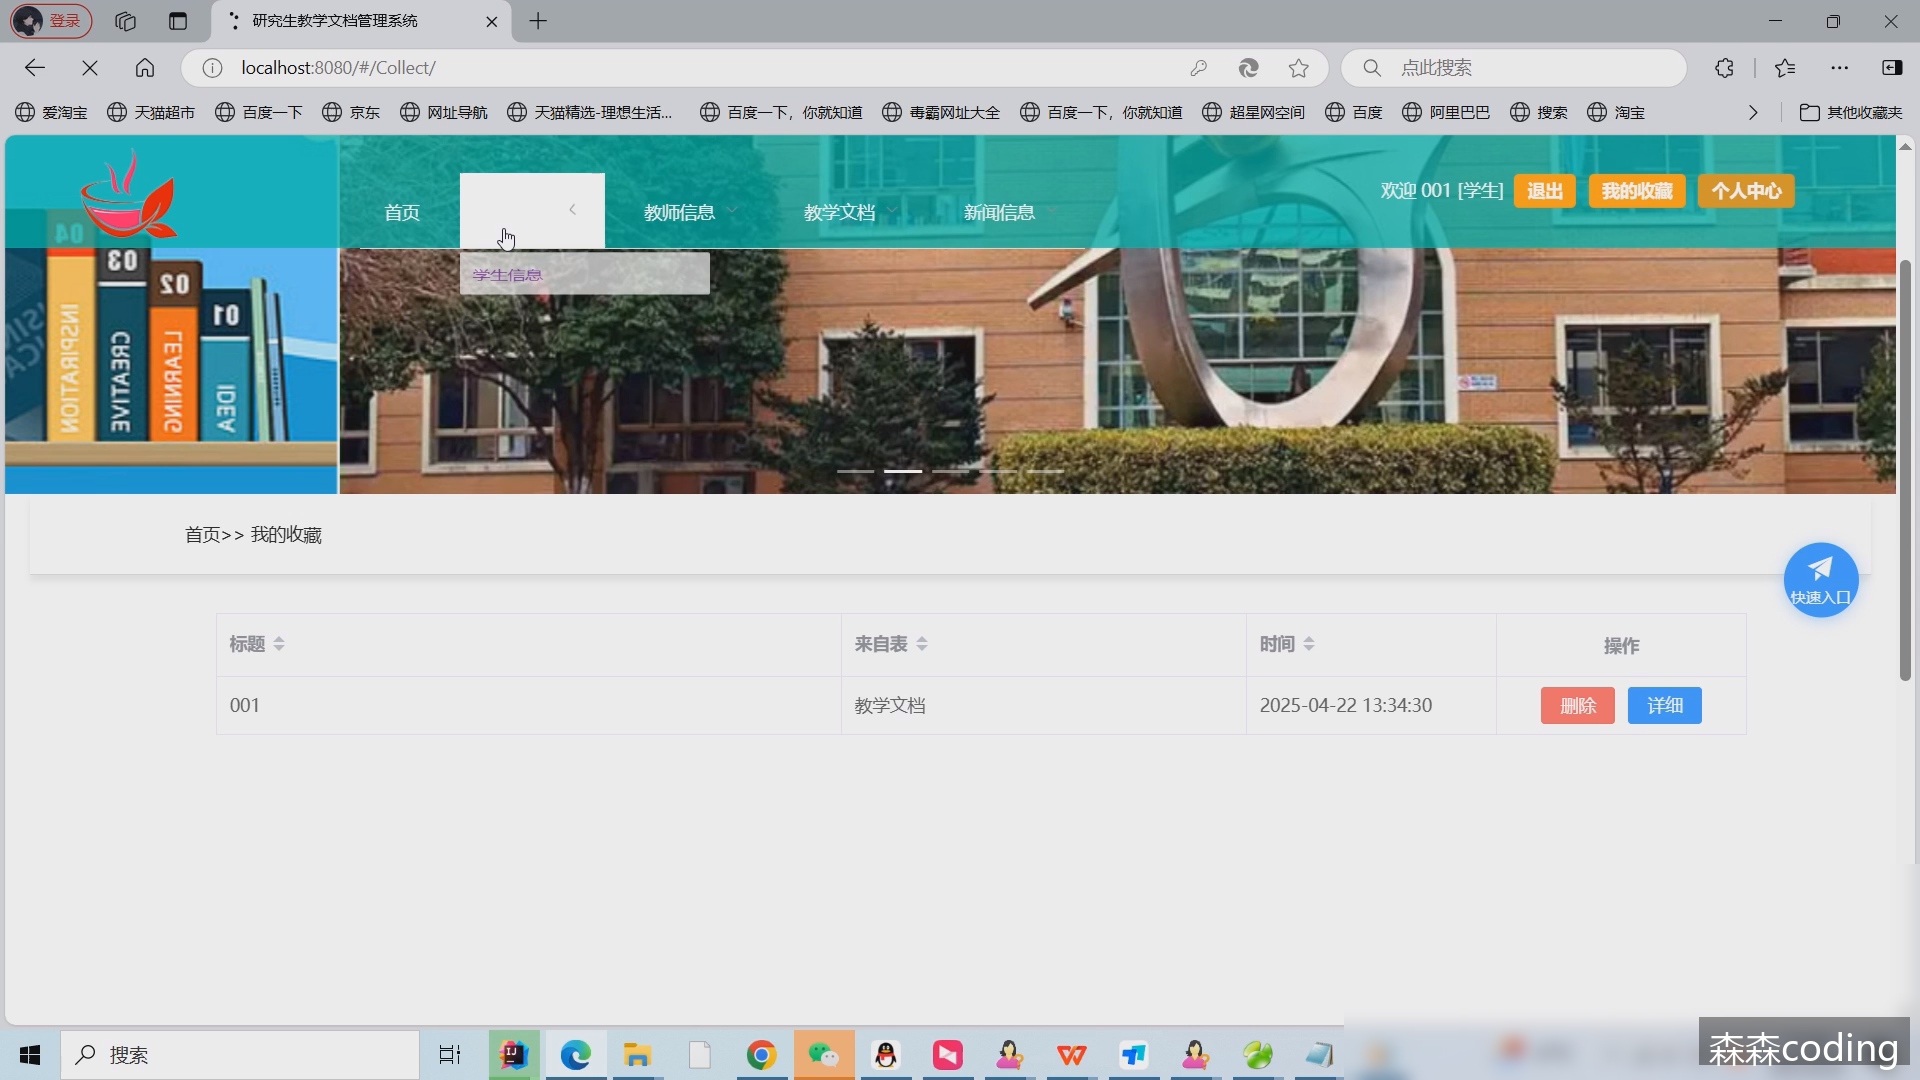 登录
研究生教学文档管理系统
localhost:8080/#/Collect/
点此搜索
爱淘宝
天猫超市
百度一下
京东
网址导航
天猫精选-理想生活...
百度一下，你就知道
毒霸网址大全
百度一下，你就知道
超星网空间
百度
阿里巴巴
搜索
淘宝
其他收藏夹
首页
教师信息
教学文档
新闻信息
欢迎 001 [学生]
退出
我的收藏
个人中心
学生信息
04
03
02
01
INSPIRATION
CREATIVE
LEARNING
IDEA
首页>> 我的收藏
快速入口
标题
来自表
时间
操作
001
教学文档
2025-04-22 13:34:30
删除
详细
搜索
森森coding